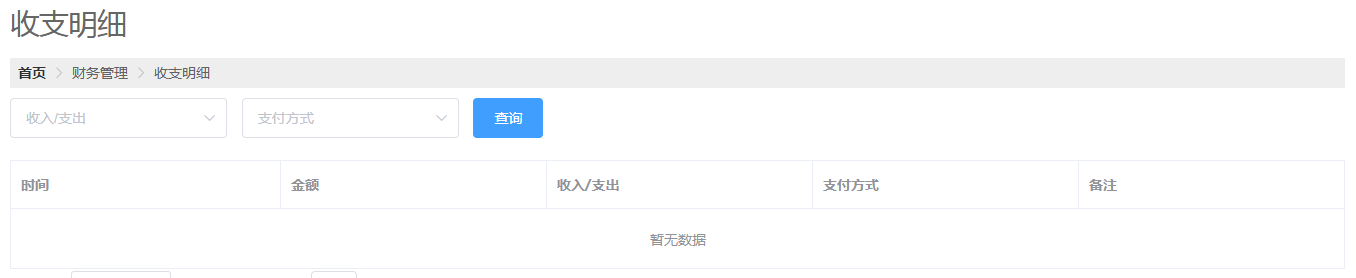 收支明细
首页 财务管理 收支明细
收入/支出 支付方式 查询
时间 金额 收入/支出 支付方式 备注
暂无数据